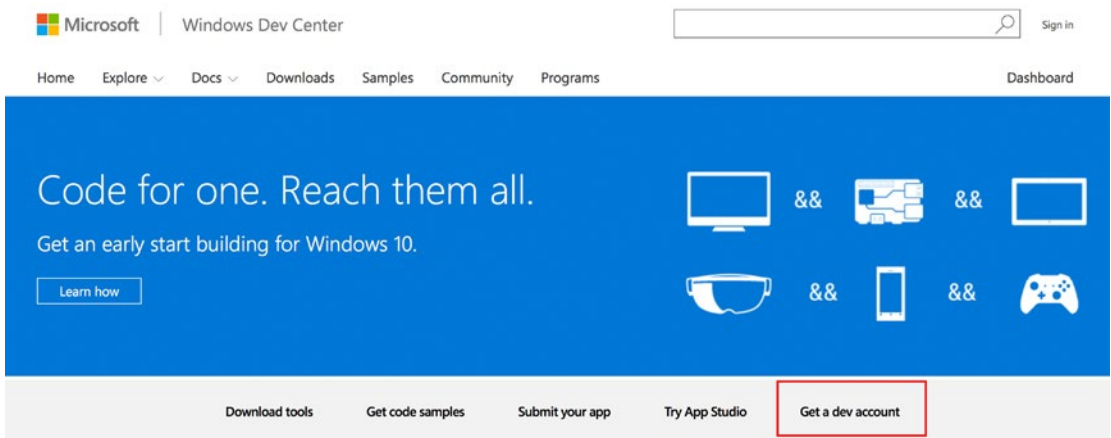 Microsoft Windows Dev Center Sign in
Home Explore Docs Downloads Samples Community Programs Dashboard
Code for one. Reach them all.
Get an early start building for Windows 10.
Learn how
&& &&
&& &&
Download tools Get code samples Submit your app Try App Studio Get a dev account